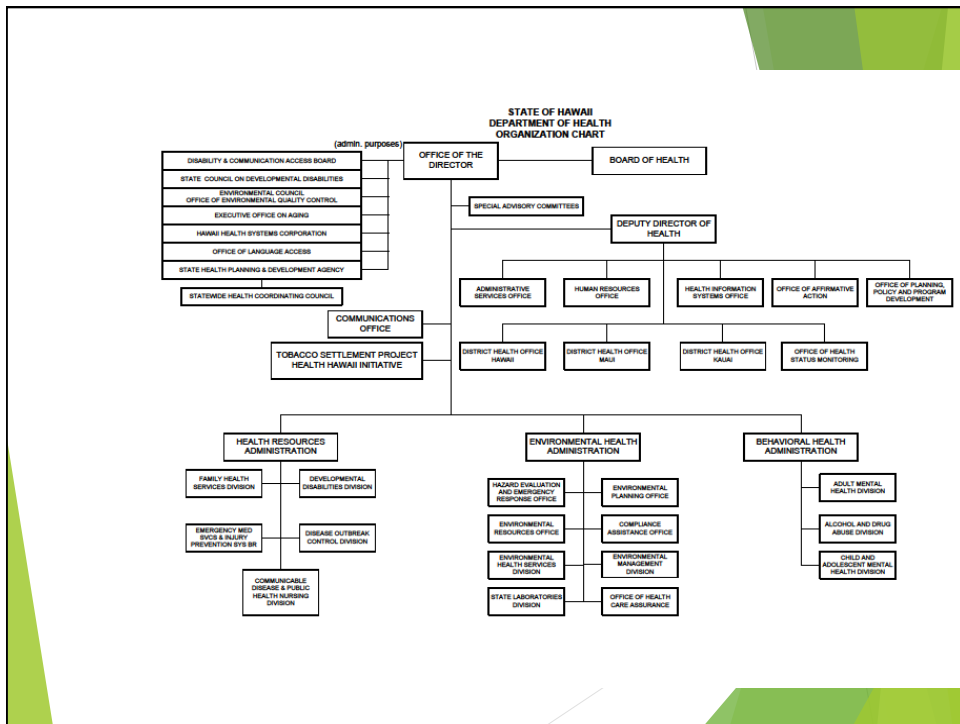 STATE OF HAWAII
DEPARTMENT OF HEALTH
ORGANIZATION CHART
(admin. purposes)
OFFICE OF THE
DIRECTOR
BOARD OF HEALTH
DISABILITY & COMMUNICATION ACCESS BOARD
STATE COUNCIL ON DEVELOPMENTAL DISABILITIES
ENVIRONMENTAL COUNCIL
OFFICE OF ENVIRONMENTAL QUALITY CONTROL
EXECUTIVE OFFICE ON AGING
HAWAII HEALTH SYSTEMS CORPORATION
OFFICE OF LANGUAGE ACCESS
STATE HEALTH PLANNING & DEVELOPMENT AGENCY
STATEWIDE HEALTH COORDINATING COUNCIL
SPECIAL ADVISORY COMMITTEES
DEPUTY DIRECTOR OF
HEALTH
ADMINISTRATIVE
SERVICES OFFICE
HUMAN RESOURCES
OFFICE
HEALTH INFORMATION
SYSTEMS OFFICE
OFFICE OF AFFIRMATIVE
ACTION
OFFICE OF PLANNING,
POLICY AND PROGRAM
DEVELOPMENT
COMMUNICATIONS
OFFICE
TOBACCO SETTLEMENT PROJECT
HEALTH HAWAII INITIATIVE
DISTRICT HEALTH OFFICE
HAWAII
DISTRICT HEALTH OFFICE
MAUI
DISTRICT HEALTH OFFICE
KAUAI
OFFICE OF HEALTH
STATUS MONITORING
HEALTH RESOURCES
ADMINISTRATION
FAMILY HEALTH
SERVICES DIVISION
DEVELOPMENTAL
DISABILITIES DIVISION
EMERGENCY MED
SVCS & INJURY
PREVENTION SYS BR
DISEASE OUTBREAK
CONTROL DIVISION
COMMUNICABLE
DISEASE & PUBLIC
HEALTH NURSING
DIVISION
ENVIRONMENTAL HEALTH
ADMINISTRATION
HAZARD EVALUATION
AND EMERGENCY
RESPONSE OFFICE
ENVIRONMENTAL
PLANNING OFFICE
ENVIRONMENTAL
RESOURCES OFFICE
COMPLIANCE
ASSISTANCE OFFICE
ENVIRONMENTAL
HEALTH SERVICES
DIVISION
ENVIRONMENTAL
MANAGEMENT
DIVISION
STATE LABORATORIES
DIVISION
OFFICE OF HEALTH
CARE ASSURANCE
BEHAVIORAL HEALTH
ADMINISTRATION
ADULT MENTAL
HEALTH DIVISION
ALCOHOL AND DRUG
ABUSE DIVISION
CHILD AND
ADOLESCENT MENTAL
HEALTH DIVISION